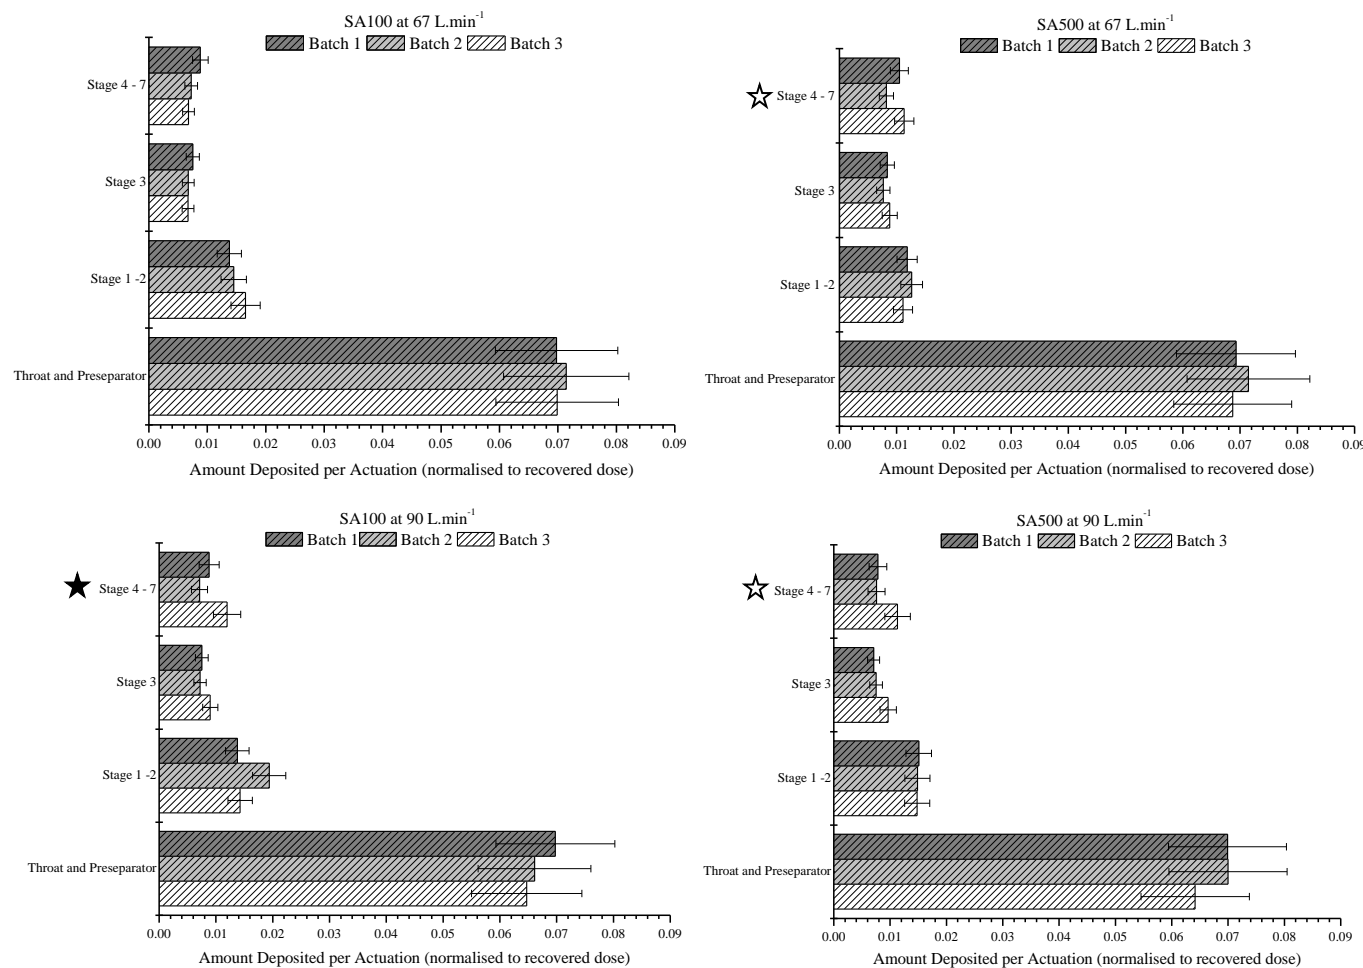 SA100 at 67 L.min⁻¹
Batch 1 Batch 2 Batch 3
Stage 4 - 7
Stage 3
Stage 1 -2
Throat and Preseparator
0.00 0.01 0.02 0.03 0.04 0.05 0.06 0.07 0.08 0.09
Amount Deposited per Actuation (normalised to recovered dose)
SA500 at 67 L.min⁻¹
Batch 1 Batch 2 Batch 3
Stage 4 - 7
Stage 3
Stage 1 -2
Throat and Preseparator
0.00 0.01 0.02 0.03 0.04 0.05 0.06 0.07 0.08 0.09
Amount Deposited per Actuation (normalised to recovered dose)
SA100 at 90 L.min⁻¹
Batch 1 Batch 2 Batch 3
Stage 4 - 7
Stage 3
Stage 1 -2
Throat and Preseparator
0.00 0.01 0.02 0.03 0.04 0.05 0.06 0.07 0.08 0.09
Amount Deposited per Actuation (normalised to recovered dose)
SA500 at 90 L.min⁻¹
Batch 1 Batch 2 Batch 3
Stage 4 - 7
Stage 3
Stage 1 -2
Throat and Preseparator
0.00 0.01 0.02 0.03 0.04 0.05 0.06 0.07 0.08 0.09
Amount Deposited per Actuation (normalised to recovered dose)